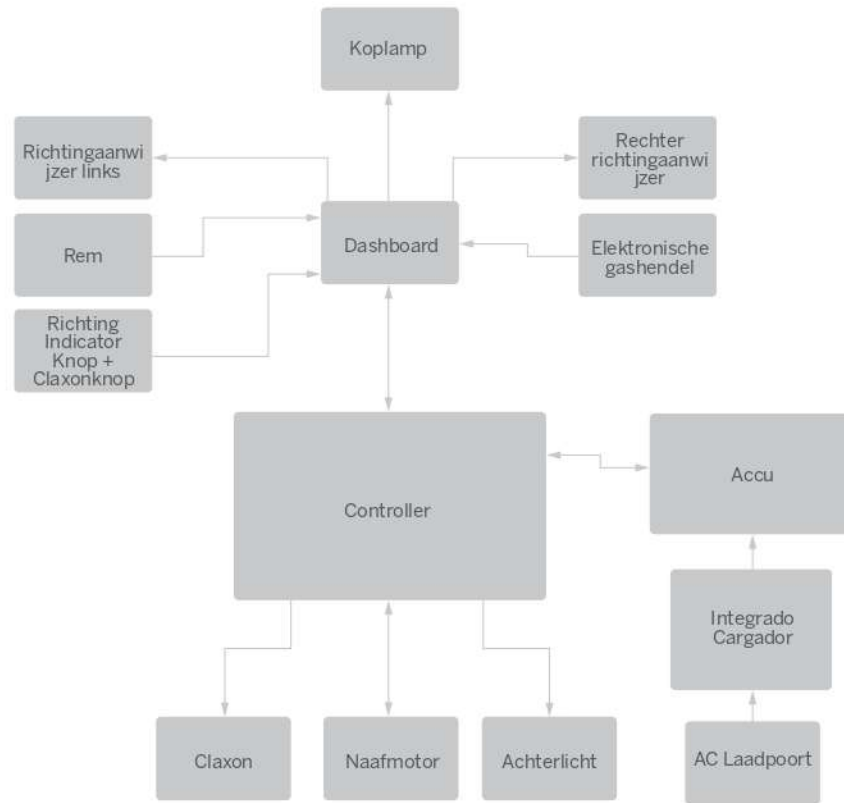 Koplamp
Richtingaanwi
jzer links
Rechter
richtingaanwi
jzer
Rem
Dashboard
Elektronische
gashendel
Richting
Indicator
Knop +
Claxonknop
Controller
Accu
Integrado
Cargador
Claxon
Naafmotor
Achterlicht
AC Laadpoort